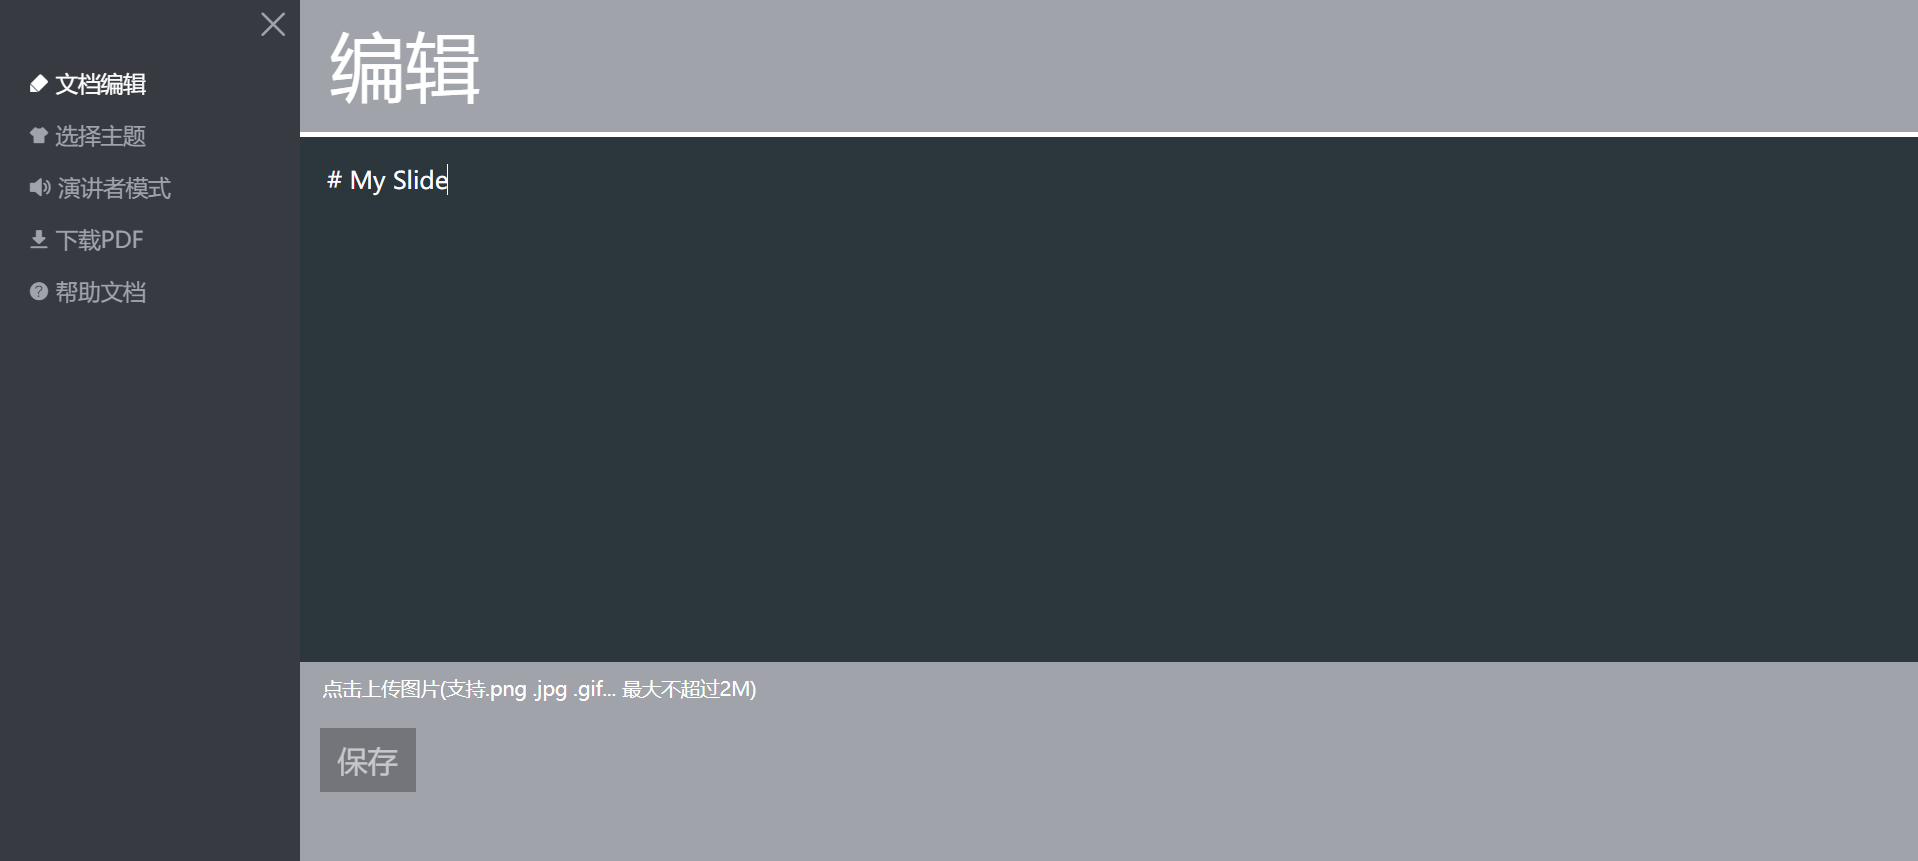 文档编辑
选择主题
演讲者模式
下载PDF
帮助文档
编辑
# My Slide
点击上传图片(支持.png .jpg .gif... 最大不超过2M)
保存